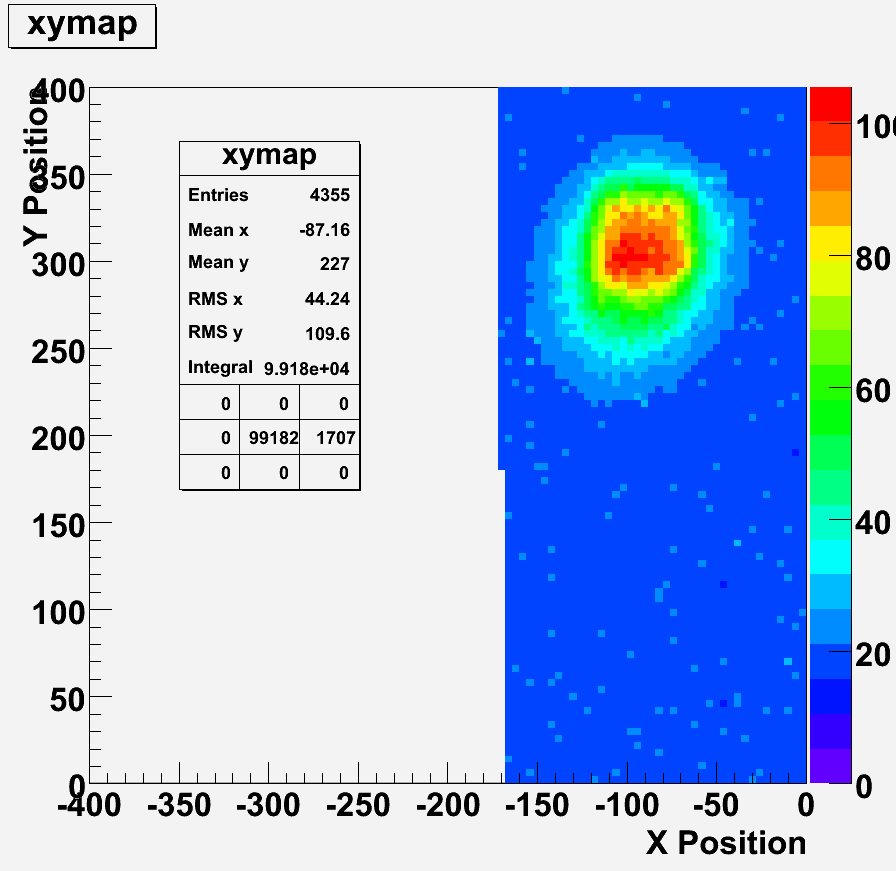 xymap
Y Position
400
350
300
250
200
150
100
50
0
xymap
Entries 4355
Mean x -87.16
Mean y 227
RMS x 44.24
RMS y 109.6
Integral 9.918e+04
0 0 0
0 99182 1707
0 0 0
100
80
60
40
20
0
-400 -350 -300 -250 -200 -150 -100 -50 0
X Position